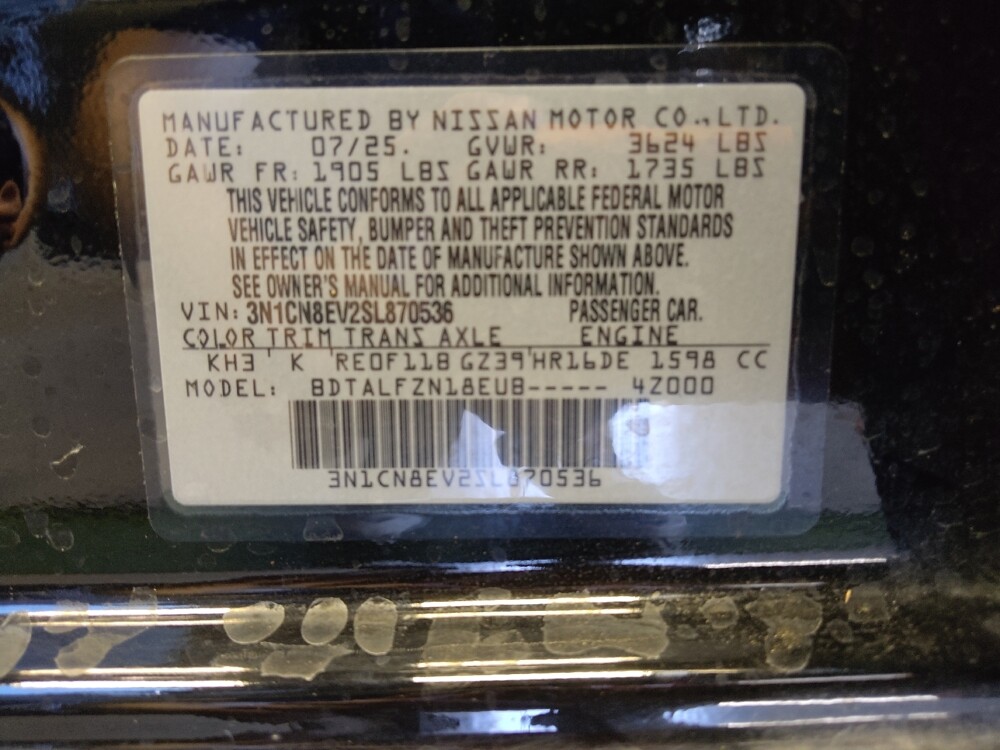 MANUFACTURED BY NISSAN MOTOR CO.,LTD.
DATE: 07/25. GVWR: 3624 LBS
GAWR FR: 1905 LBS GAWR RR: 1735 LBS
THIS VEHICLE CONFORMS TO ALL APPLICABLE FEDERAL MOTOR
VEHICLE SAFETY, BUMPER AND THEFT PREVENTION STANDARDS
IN EFFECT ON THE DATE OF MANUFACTURE SHOWN ABOVE.
SEE OWNER'S MANUAL FOR ADDITIONAL INFORMATION.
VIN: 3N1CN8EV2SL870536 PASSENGER CAR.
COLOR TRIM TRANS AXLE ENGINE
KH3 K RE0F11B GZ39 HR16DE 1598 CC
MODEL: BDTALFZN18EUB----- 4Z000
3N1CN8EV2SL870536